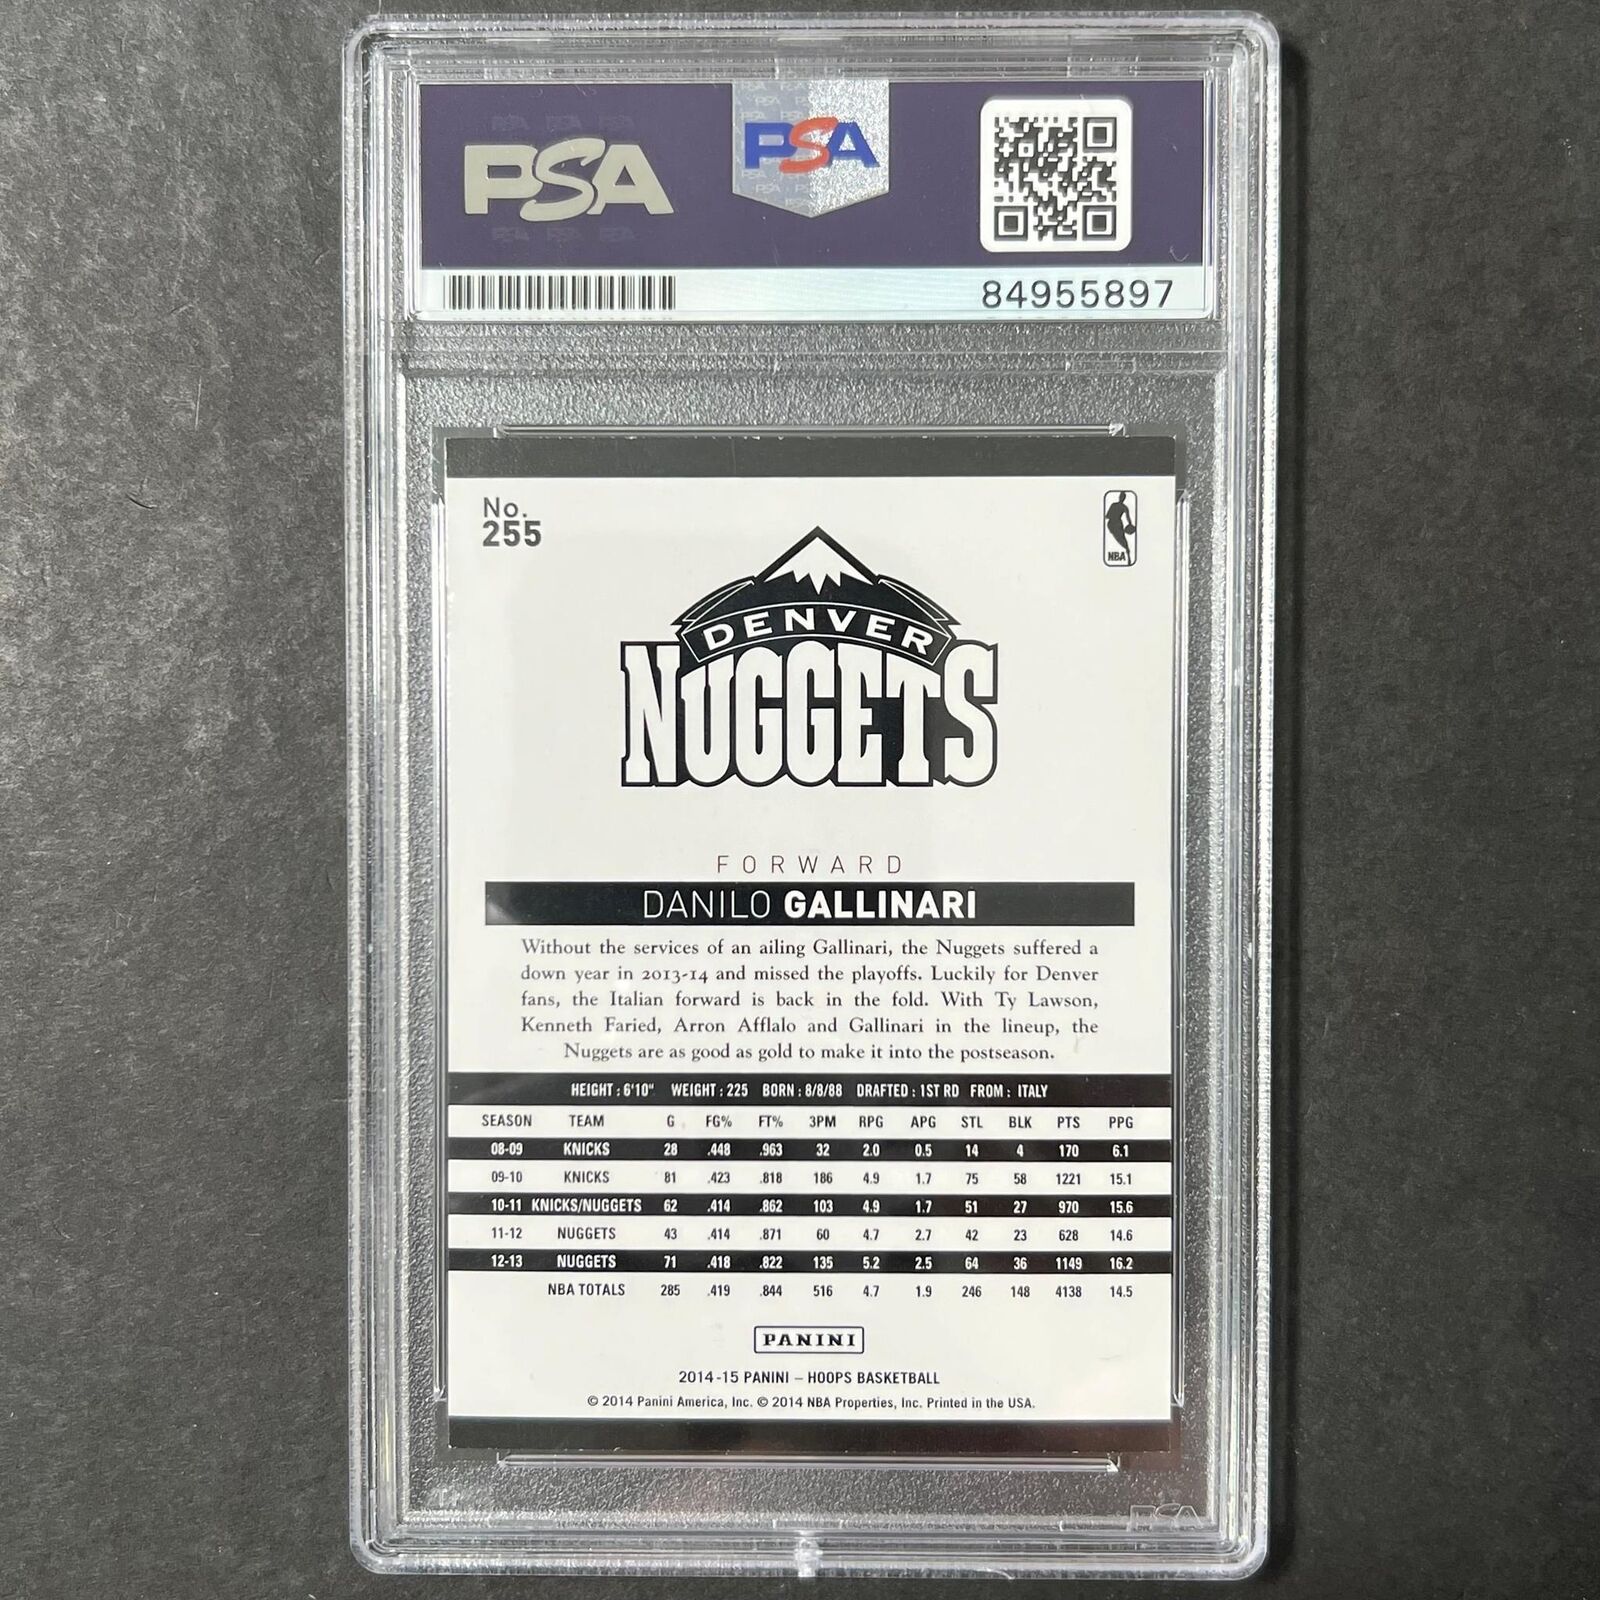 PSA
PSA
84955897
No.
255
NBA
DENVER
NUGGETS
FORWARD
DANILO GALLINARI
Without the services of an ailing Gallinari, the Nuggets suffered a
down year in 2013-14 and missed the playoffs. Luckily for Denver
fans, the Italian forward is back in the fold. With Ty Lawson,
Kenneth Faried, Arron Afflalo and Gallinari in the lineup, the
Nuggets are as good as gold to make it into the postseason.
HEIGHT : 6'10" WEIGHT : 225 BORN : 8/8/88 DRAFTED : 1ST RD FROM : ITALY
SEASON TEAM G FG% FT% 3PM RPG APG STL BLK PTS PPG
08-09 KNICKS 28 .448 .963 32 2.0 0.5 14 4 170 6.1
09-10 KNICKS 81 .423 .818 186 4.9 1.7 75 58 1221 15.1
10-11 KNICKS/NUGGETS 62 .414 .862 103 4.9 1.7 51 27 970 15.6
11-12 NUGGETS 43 .414 .871 60 4.7 2.7 42 23 628 14.6
12-13 NUGGETS 71 .418 .822 135 5.2 2.5 64 36 1149 16.2
NBA TOTALS 285 .419 .844 516 4.7 1.9 246 148 4138 14.5
PANINI
2014-15 PANINI – HOOPS BASKETBALL
© 2014 Panini America, Inc. © 2014 NBA Properties, Inc. Printed in the USA.
PSA